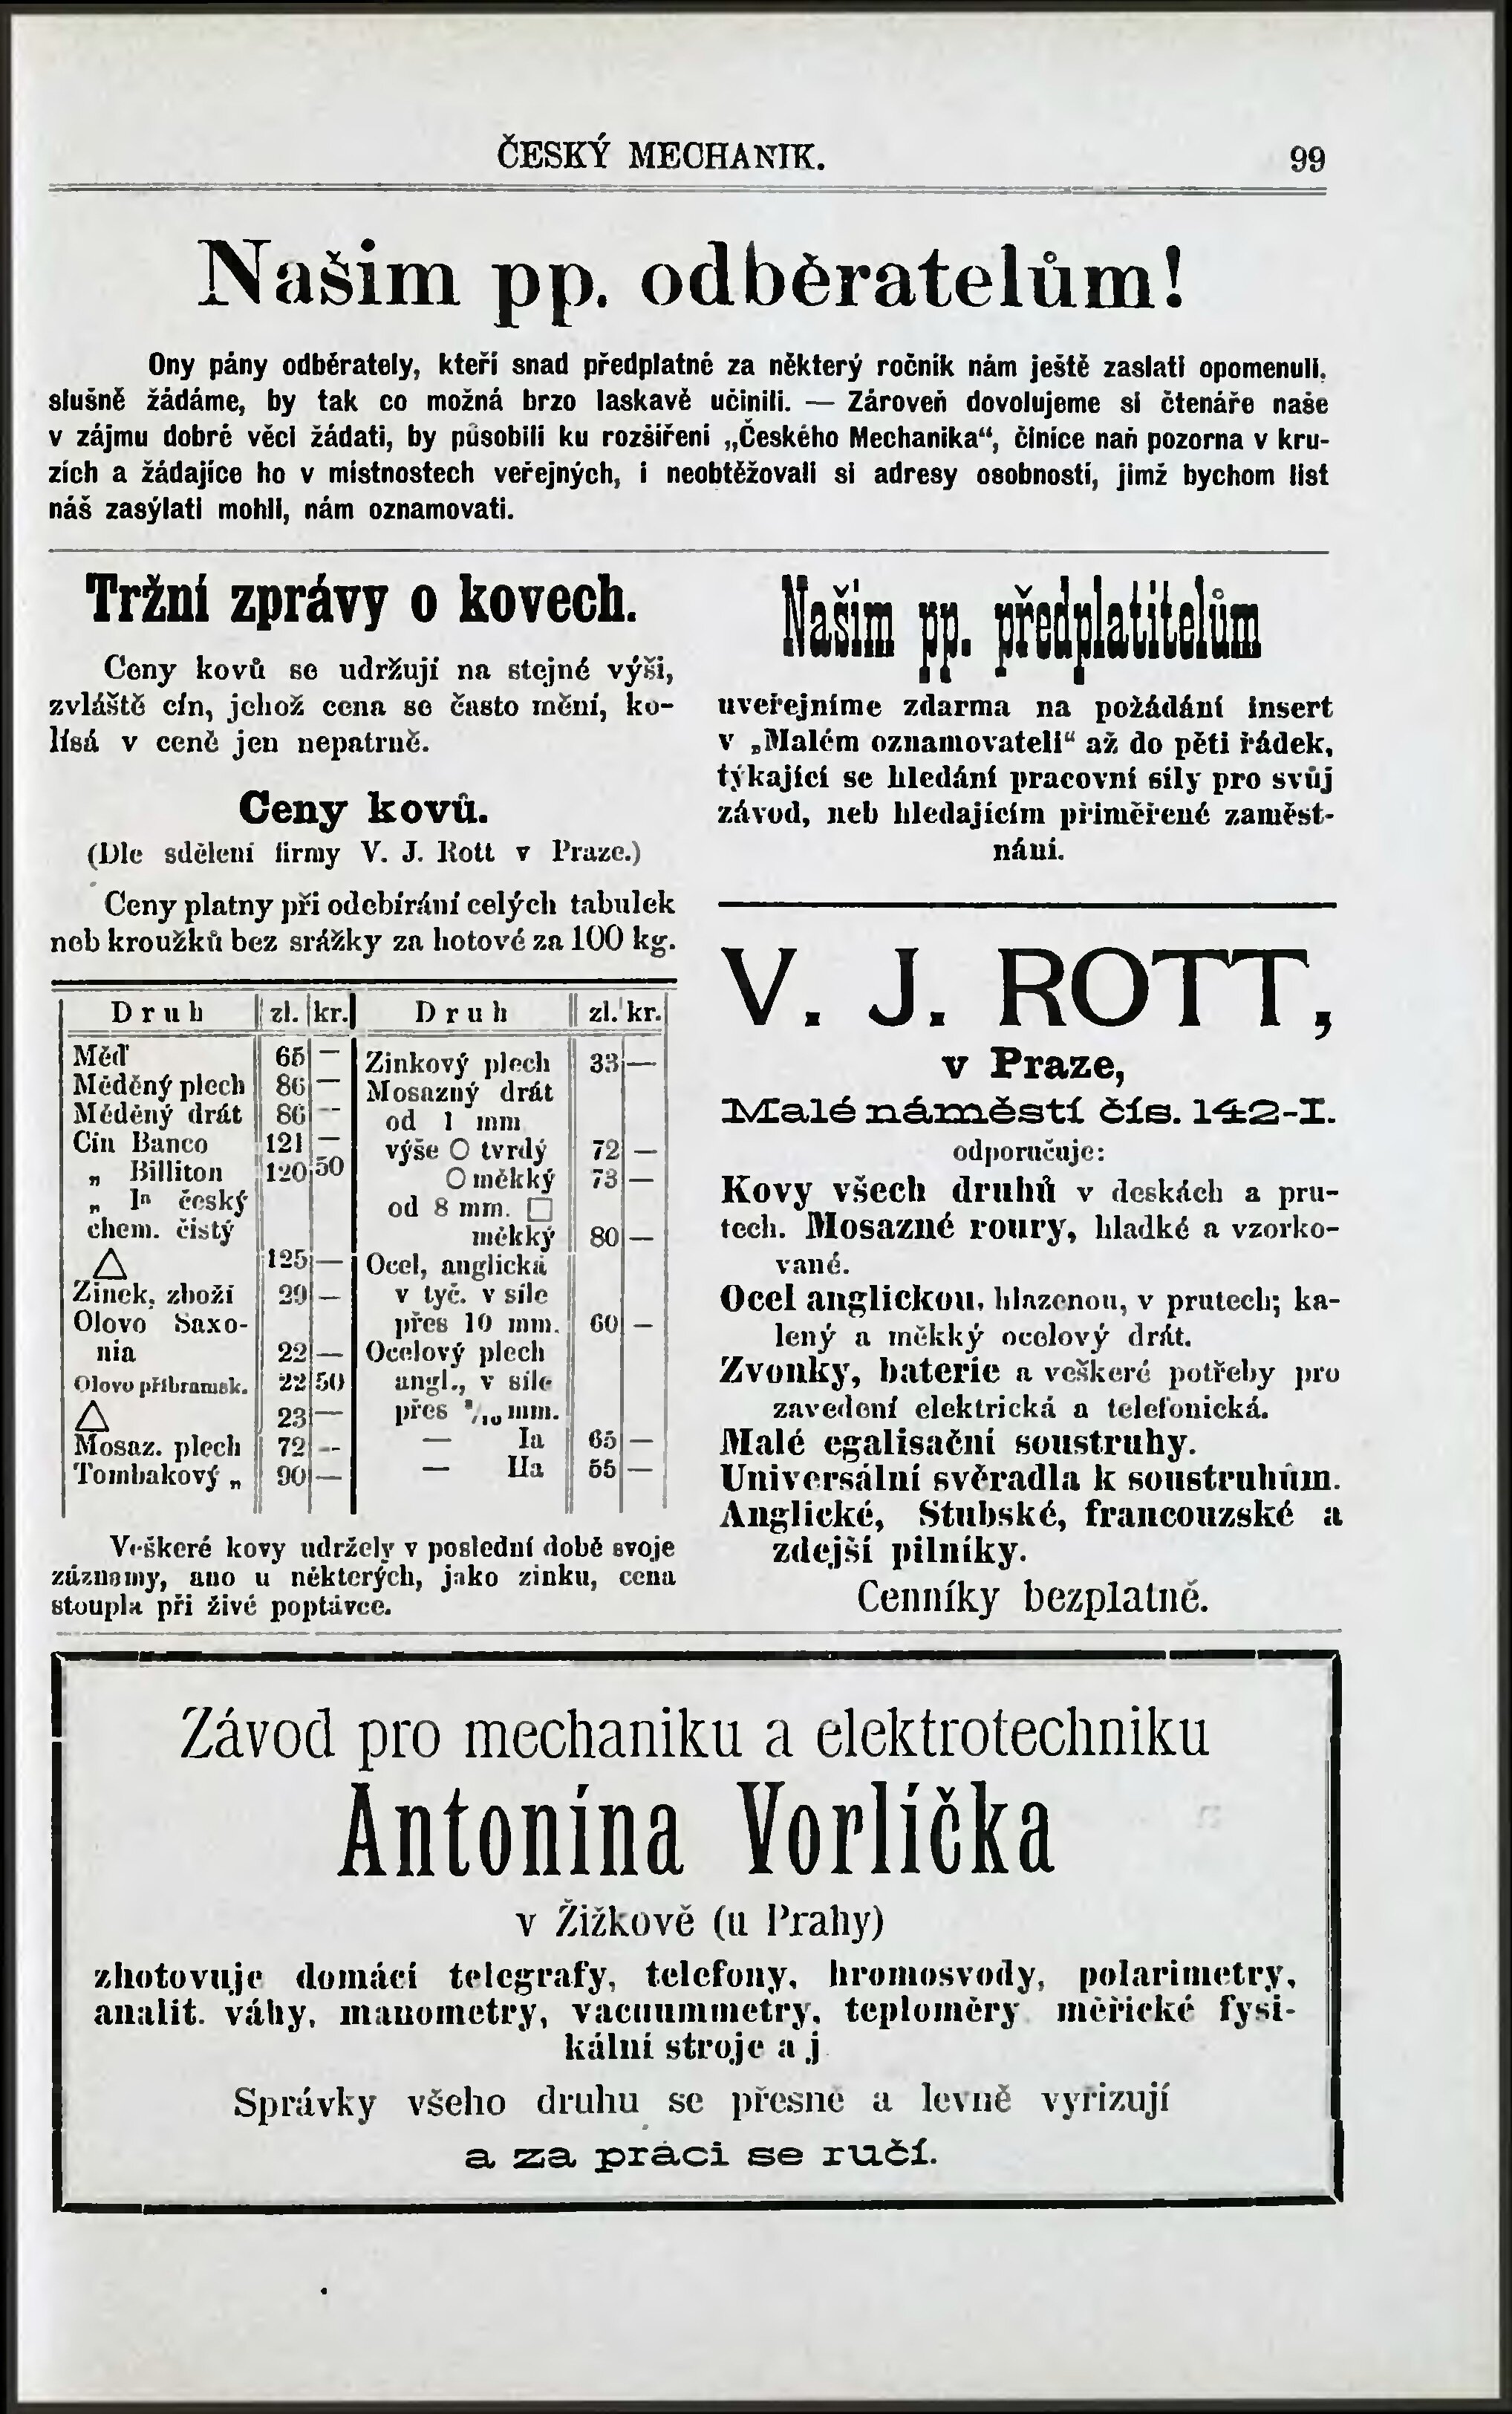 ČESKÝ MECHANIK.
99
Našim pp. odběratelům!
Ony pány odběrately, kteří snad předplatné za některý ročník nám ještě zaslati opomenuli,
slušně žádáme, by tak co možná brzo laskavě učinili. — Zároveň dovolujeme si čtenáře naše
v zájmu dobré věci žádati, by působili ku rozšíření „Českého Mechanika“, číníce naň pozorna v kru-
zích a žádajíce ho v místnostech veřejných, i neobtěžovali si adresy osobností, jimž bychom list
náš zasýlati mohli, nám oznamovati.
Tržní zprávy o kovech.
Ceny kovů se udržují na stejné výši,
zvláště cín, jehož cena se často mění, ko-
lísá v ceně jen nepatrně.
Ceny kovů.
(Dle sdělení firmy V. J. Rott v Praze.)
Ceny platny při odebírání celých tabulek
neb kroužků bez srážky za hotové za 100 kg.
Druh zl. kr.
Měď 65 —
Měděný plech 86 —
Měděný drát 86 —
Cín Banco 121 —
„ Billiton 120 50
„ Iª český
chem. čistý
△ 125 —
Zinek, zboží 29 —
Olovo Saxo-
nia 22 —
Olovo příbramsk. 22 50
△ 23 —
Mosaz. plech 72 —
Tombakový „ 90 —
Druh zl. kr.
Zinkový plech 33 —
Mosazný drát
od 1 mm
výše O tvrdý 72 —
O měkký 73 —
od 8 mm. □
měkký 80 —
Ocel, anglická
v tyč. v síle
přes 10 mm. 60 —
Ocelový plech
angl., v síle
přes /₁₀ mm.
— Ia 65 —
— IIa 55 —
Veškeré kovy udržely v poslední době svoje
záznamy, ano u některých, jako zinku, cena
stoupla při živé poptávce.
Našim pp. předplatitelům
uveřejníme zdarma na požádání insert
v „Malém oznamovateli“ až do pěti řádek,
týkající se hledání pracovní síly pro svůj
závod, neb hledajícím přiměřené zaměst-
nání.
V. J. ROTT,
v Praze,
Malé náměstí čís. 142-I.
odporučuje:
Kovy všech druhů v deskách a pru-
tech. Mosazné roury, hladké a vzorko-
vané.
Ocel anglickou, hlazenou, v prutech; ka-
lený a měkký ocelový drát.
Zvonky, baterie a veškeré potřeby pro
zavedení elektrická a telefonická.
Malé egalisační soustruhy.
Universální svěradla k soustruhům.
Anglické, Stubské, francouzské a
zdejší pilníky.
Cenníky bezplatně.
Závod pro mechaniku a elektrotechniku
Antonína Vorlíčka
v Žižkově (u Prahy)
zhotovuje domácí telegrafy, telefony, hromosvody, polarimetry,
analit. váhy, manometry, vacuummetry, teploměry měřické fysi-
kální stroje a j
Správky všeho druhu se přesně a levně vyřizují
a za práci se ručí.